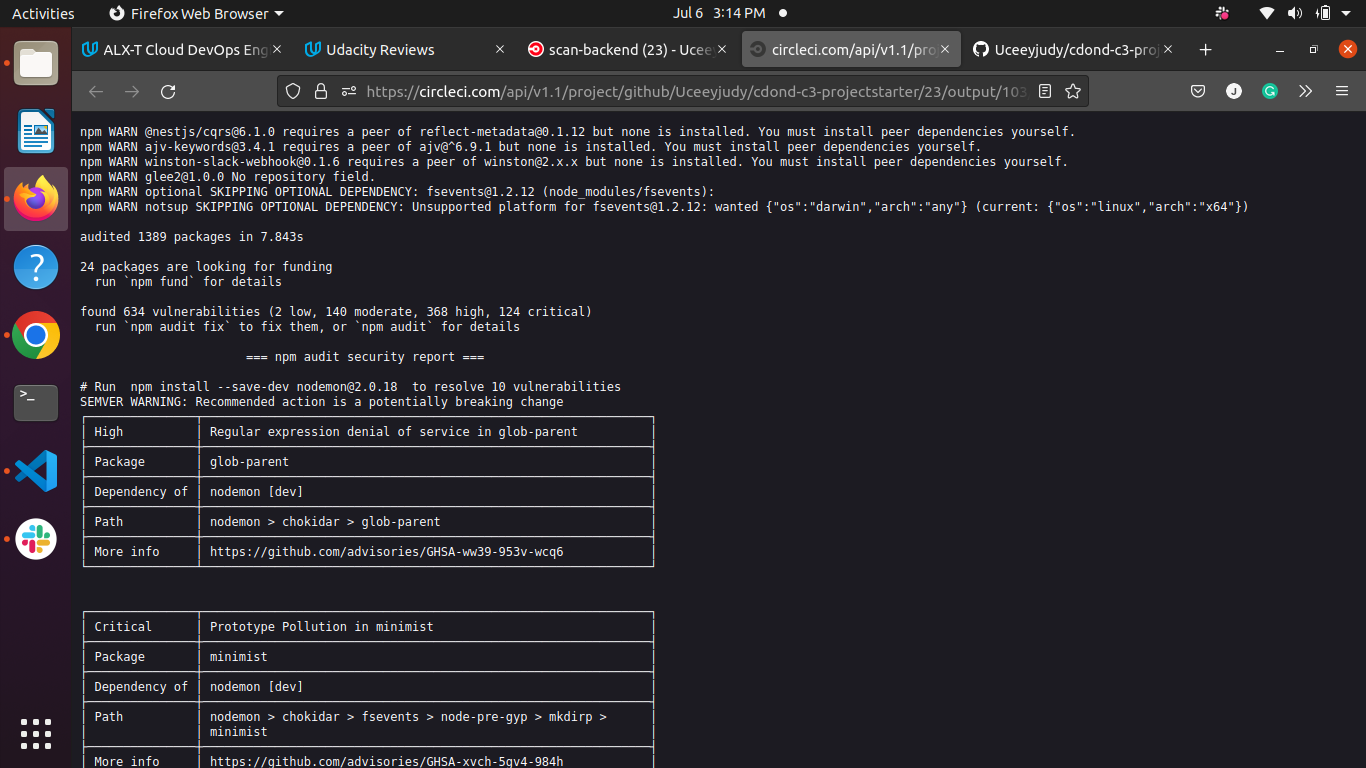 Activities
Firefox Web Browser
Jul 6 3:14 PM
ALX-T Cloud DevOps Eng
Udacity Reviews
scan-backend (23) - Uceey
circleci.com/api/v1.1/proj
Uceeyjudy/cdond-c3-proj
https://circleci.com/api/v1.1/project/github/Uceeyjudy/cdond-c3-projectstarter/23/output/103
J
npm WARN @nestjs/cqrs@6.1.0 requires a peer of reflect-metadata@0.1.12 but none is installed. You must install peer dependencies yourself.
npm WARN ajv-keywords@3.4.1 requires a peer of ajv@^6.9.1 but none is installed. You must install peer dependencies yourself.
npm WARN winston-slack-webhook@0.1.6 requires a peer of winston@2.x.x but none is installed. You must install peer dependencies yourself.
npm WARN glee2@1.0.0 No repository field.
npm WARN optional SKIPPING OPTIONAL DEPENDENCY: fsevents@1.2.12 (node_modules/fsevents):
npm WARN notsup SKIPPING OPTIONAL DEPENDENCY: Unsupported platform for fsevents@1.2.12: wanted {"os":"darwin","arch":"any"} (current: {"os":"linux","arch":"x64"})
audited 1389 packages in 7.843s
24 packages are looking for funding
run `npm fund` for details
found 634 vulnerabilities (2 low, 140 moderate, 368 high, 124 critical)
run `npm audit fix` to fix them, or `npm audit` for details
=== npm audit security report ===
# Run  npm install --save-dev nodemon@2.0.18  to resolve 10 vulnerabilities
SEMVER WARNING: Recommended action is a potentially breaking change
High Regular expression denial of service in glob-parent
Package glob-parent
Dependency of nodemon [dev]
Path nodemon > chokidar > glob-parent
More info https://github.com/advisories/GHSA-ww39-953v-wcq6
Critical Prototype Pollution in minimist
Package minimist
Dependency of nodemon [dev]
Path nodemon > chokidar > fsevents > node-pre-gyp > mkdirp >
minimist
More info https://github.com/advisories/GHSA-xvch-5gv4-984h